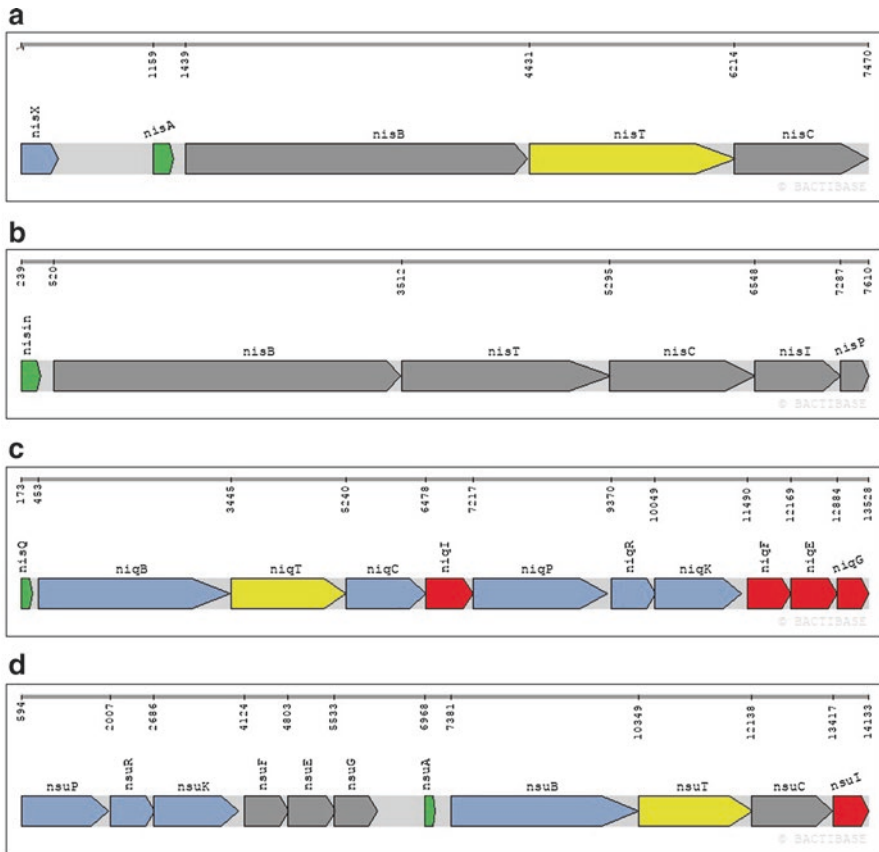 a
1 1159 1439 4431 6214 7470
nisX nisA nisB nisT nisC
© BACTIBASE
b
239 520 3512 5295 6548 7287 7610
nisin nisB nisT nisC nisI nisP
© BACTIBASE
c
173 453 3445 5240 6478 7217 9370 10049 11490 12169 12884 13528
nisQ niqB niqT niqC niqI niqP niqR niqK niqF niqE niqG
© BACTIBASE
d
594 2007 2686 4124 4803 5533 6968 7381 10349 12138 13417 14133
nsuP nsuR nsuK nsuF nsuE nsuG nsuA nsuB nsuT nsuC nsuI
© BACTIBASE